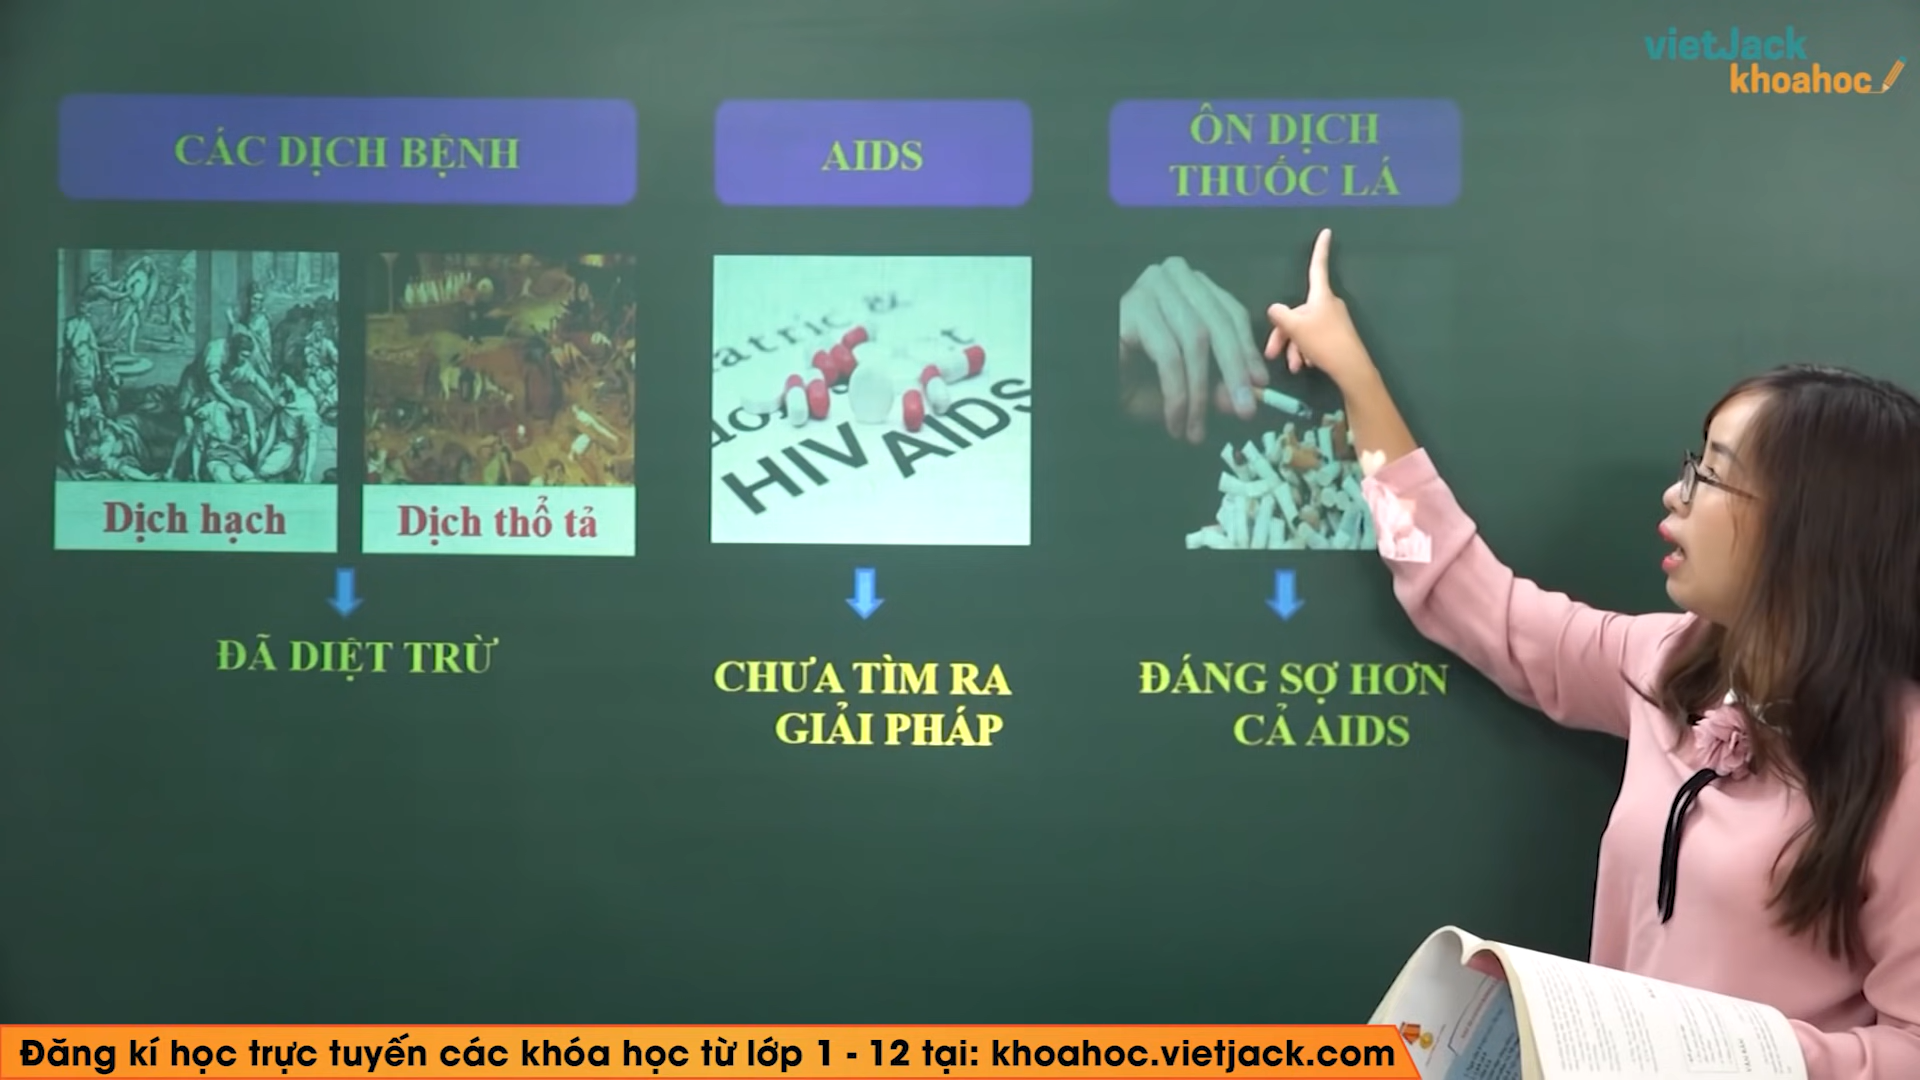 vietJack
khoahoc
CÁC DỊCH BỆNH
AIDS
ÔN DỊCH
THUỐC LÁ
HIV AIDS
Dịch hạch
Dịch thổ tả
ĐÃ DIỆT TRỪ
CHƯA TÌM RA
GIẢI PHÁP
ĐÁNG SỢ HƠN
CẢ AIDS
Đăng kí học trực tuyến các khóa học từ lớp 1 - 12 tại: khoahoc.vietjack.com